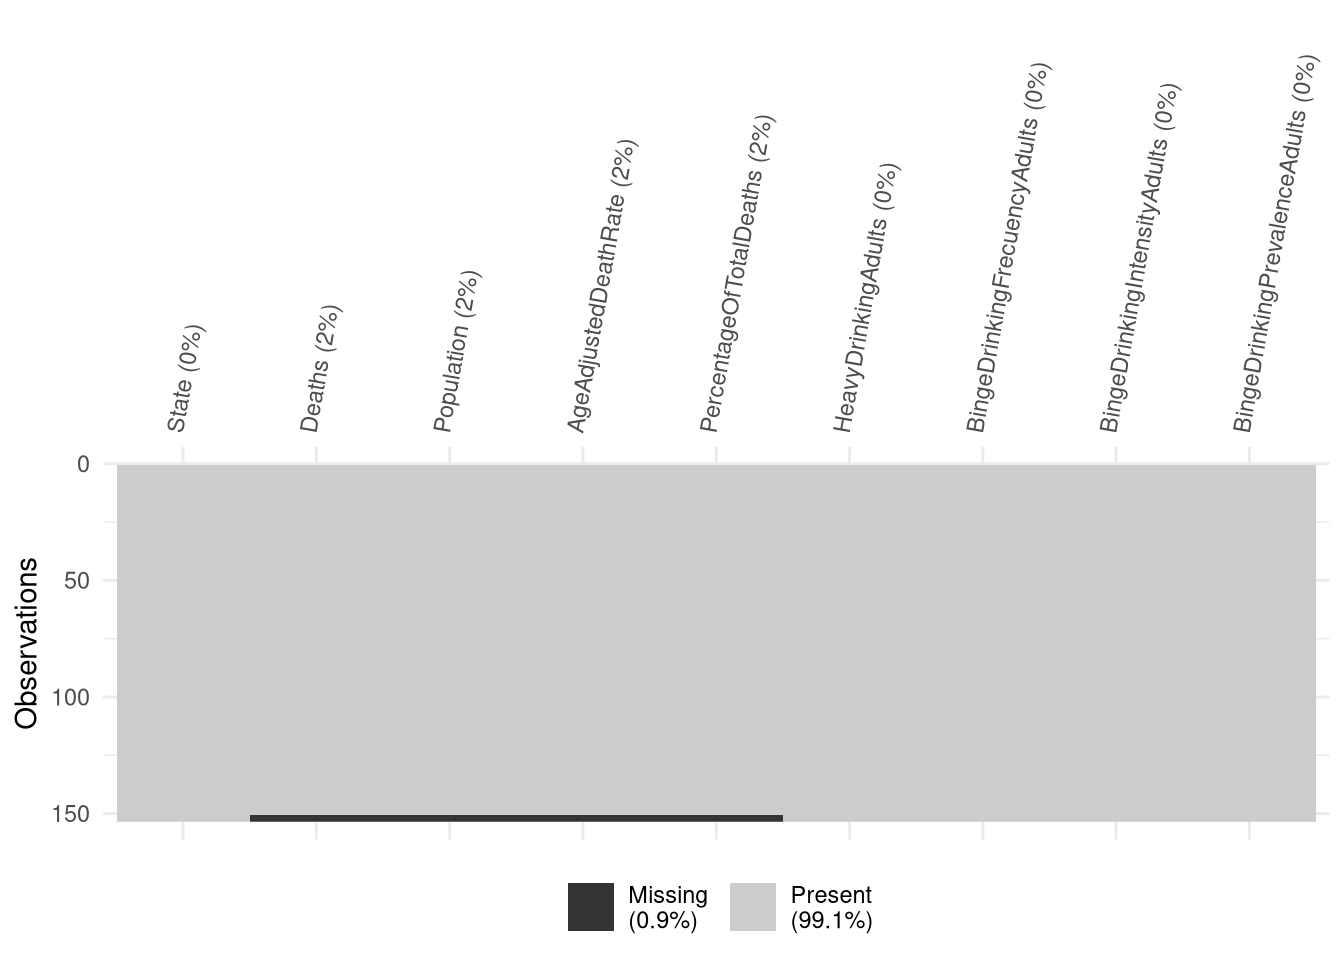 State (0%)
Deaths (2%)
Population (2%)
AgeAdjustedDeathRate (2%)
PercentageOfTotalDeaths (2%)
HeavyDrinkingAdults (0%)
BingeDrinkingFrecuencyAdults (0%)
BingeDrinkingIntensityAdults (0%)
BingeDrinkingPrevalenceAdults (0%)
0
50
100
150
Observations
Missing
(0.9%)
Present
(99.1%)